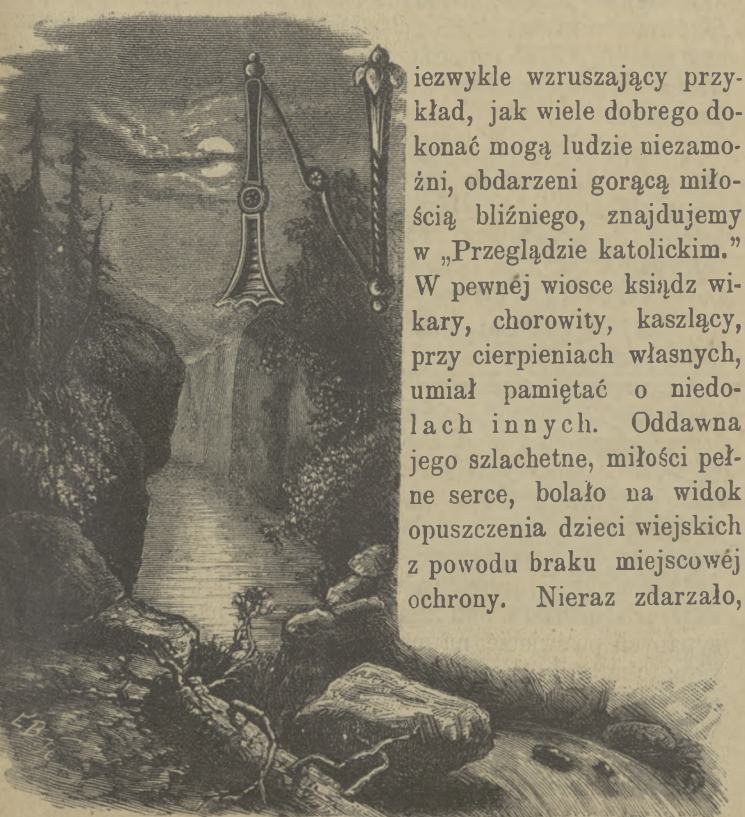 Niezwykle wzruszający przy-
kład, jak wiele dobrego do-
konać mogą ludzie niezamo-
żni, obdarzeni gorącą miło-
ścią bliźniego, znajdujemy
w „Przeglądzie katolickim.”
W pewnéj wiosce ksiądz wi-
kary, chorowity, kaszlący,
przy cierpieniach własnych,
umiał pamiętać o niedo-
lach innych. Oddawna
jego szlachetne, miłości peł-
ne serce, bolało na widok
opuszczenia dzieci wiejskich
z powodu braku miejscowéj
ochrony. Nieraz zdarzało,